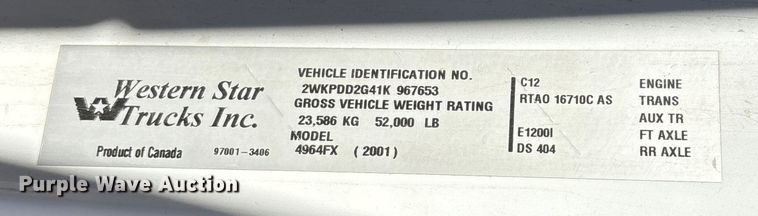 Western Star
Trucks Inc.
Product of Canada 97001-3406
VEHICLE IDENTIFICATION NO.
2WKPDD2G41K 967653
GROSS VEHICLE WEIGHT RATING
23,586 KG 52,000 LB
MODEL
4964FX (2001)
C12 ENGINE
RTAO 16710C AS TRANS
AUX TR
E1200I FT AXLE
DS 404 RR AXLE
Purple Wave Auction